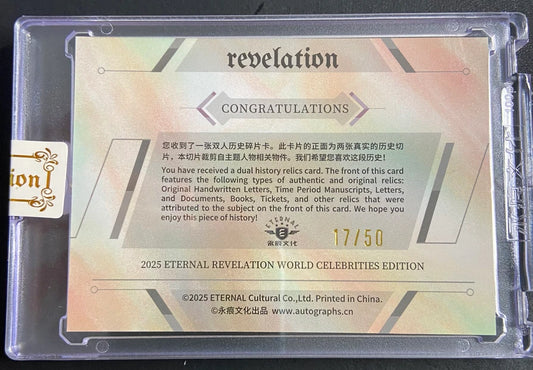 revelation
CONGRATULATIONS
您收到了一张双人历史碎片卡。此卡片的正面为两张真实的历史切
片，本切片裁剪自主题人物相关物件。我们希望您喜欢这段历史！
You have received a dual history relics card. The front of this card
features the following types of authentic and original relics:
Original Handwritten Letters, Time Period Manuscripts, Letters,
and Documents, Books, Tickets, and other relics that were
attributed to the subject on the front of this card. We hope you
enjoy this piece of history!
ETERNAL
永痕文化
17/50
2025 ETERNAL REVELATION WORLD CELEBRITIES EDITION
©2025 ETERNAL Cultural Co.,Ltd. Printed in China.
©永痕文化出品 www.autographs.cn
ion